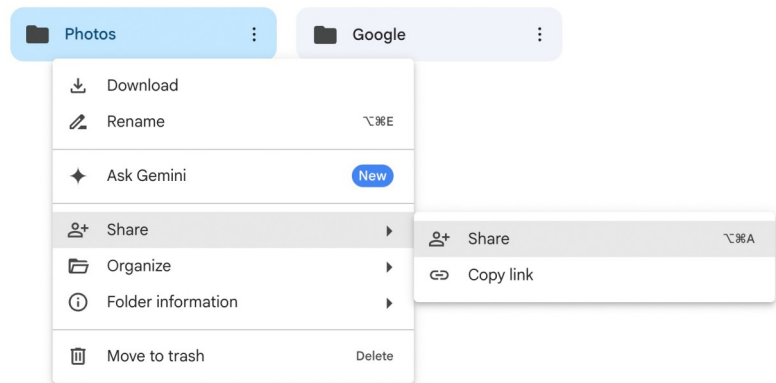 Photos
Google
Download
Rename ⌥⌘E
Ask Gemini New
Share
Share ⌥⌘A
Organize
Copy link
Folder information
Move to trash Delete